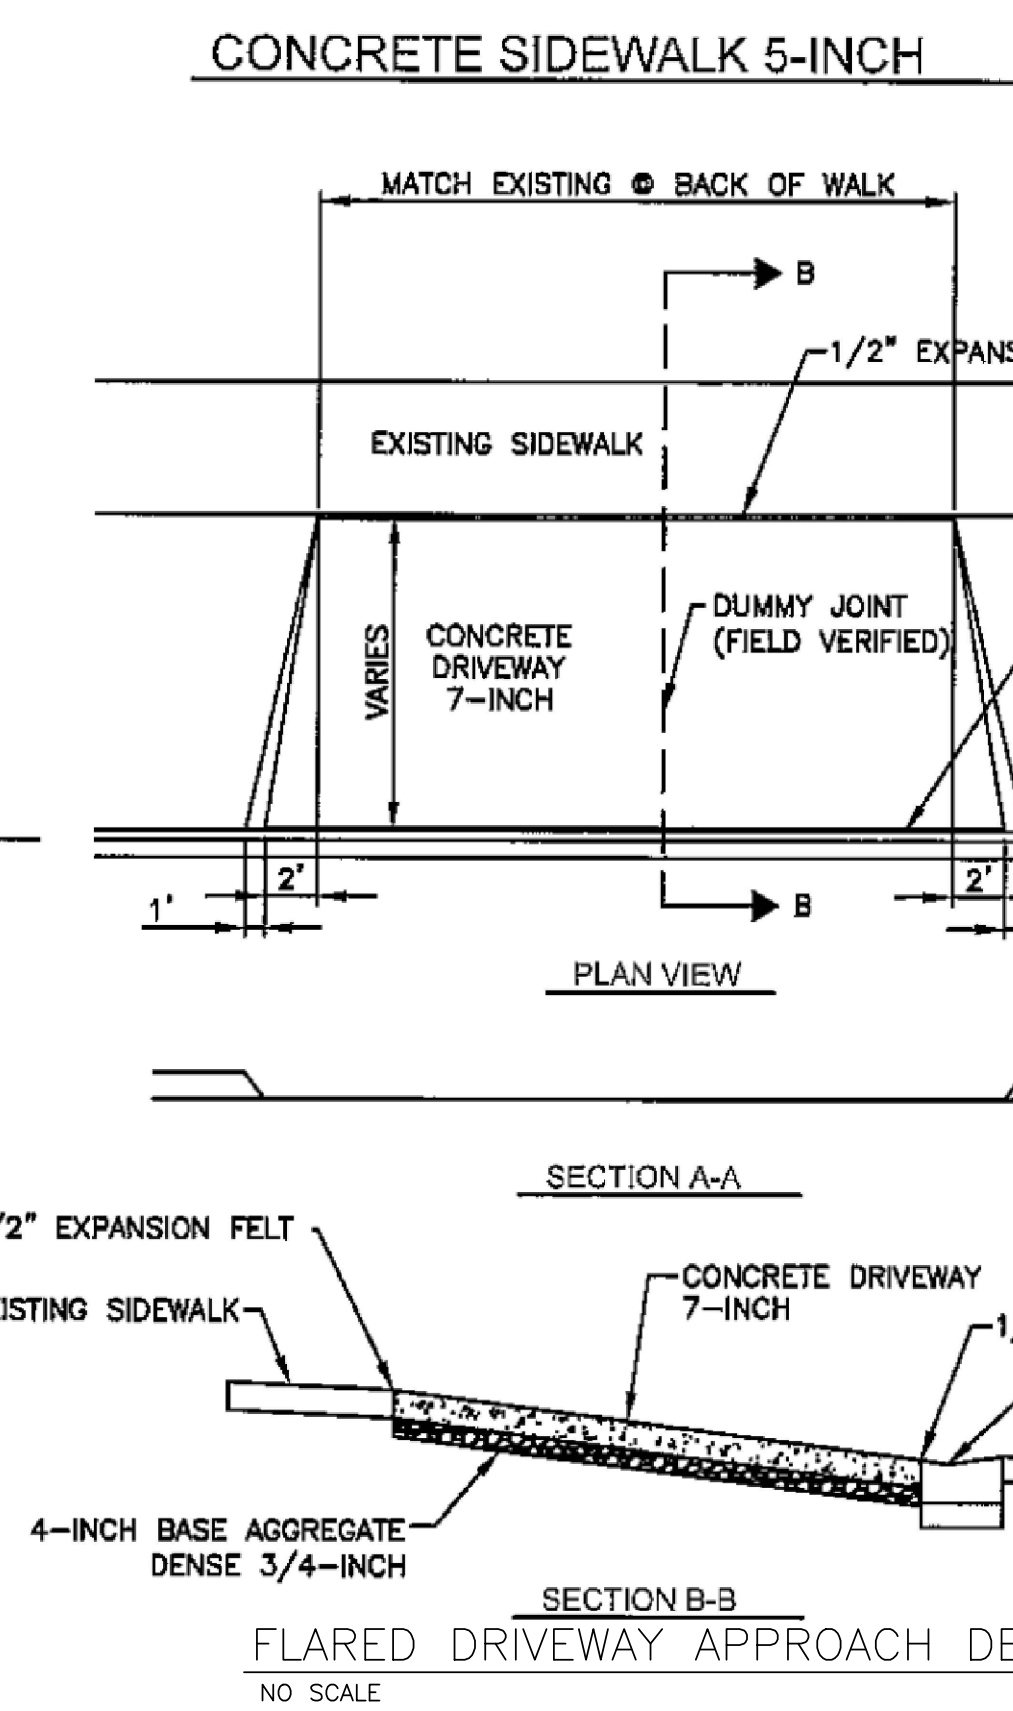 CONCRETE SIDEWALK 5-INCH
MATCH EXISTING @ BACK OF WALK
B
1/2" EXPANS
EXISTING SIDEWALK
DUMMY JOINT
(FIELD VERIFIED)
VARIES
CONCRETE
DRIVEWAY
7-INCH
2'
2'
1'
B
PLAN VIEW
SECTION A-A
/2" EXPANSION FELT
CONCRETE DRIVEWAY
7-INCH
ISTING SIDEWALK
1/
4-INCH BASE AGGREGATE
DENSE 3/4-INCH
SECTION B-B
FLARED DRIVEWAY APPROACH DE
NO SCALE